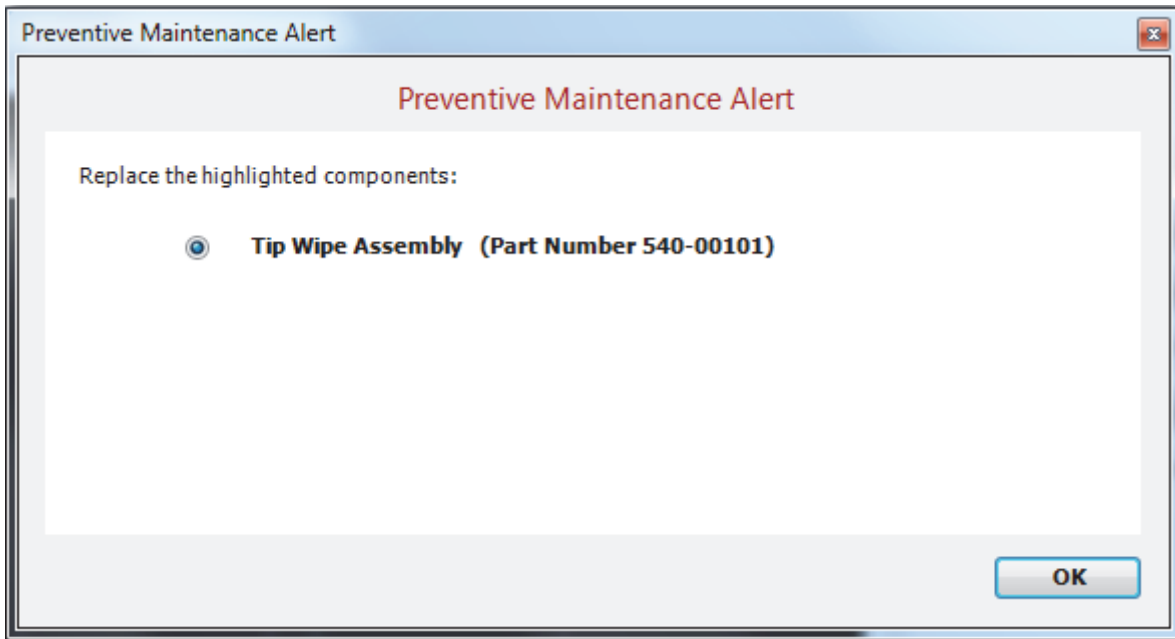 Preventive Maintenance Alert
Preventive Maintenance Alert
Replace the highlighted components:
Tip Wipe Assembly (Part Number 540-00101)
OK